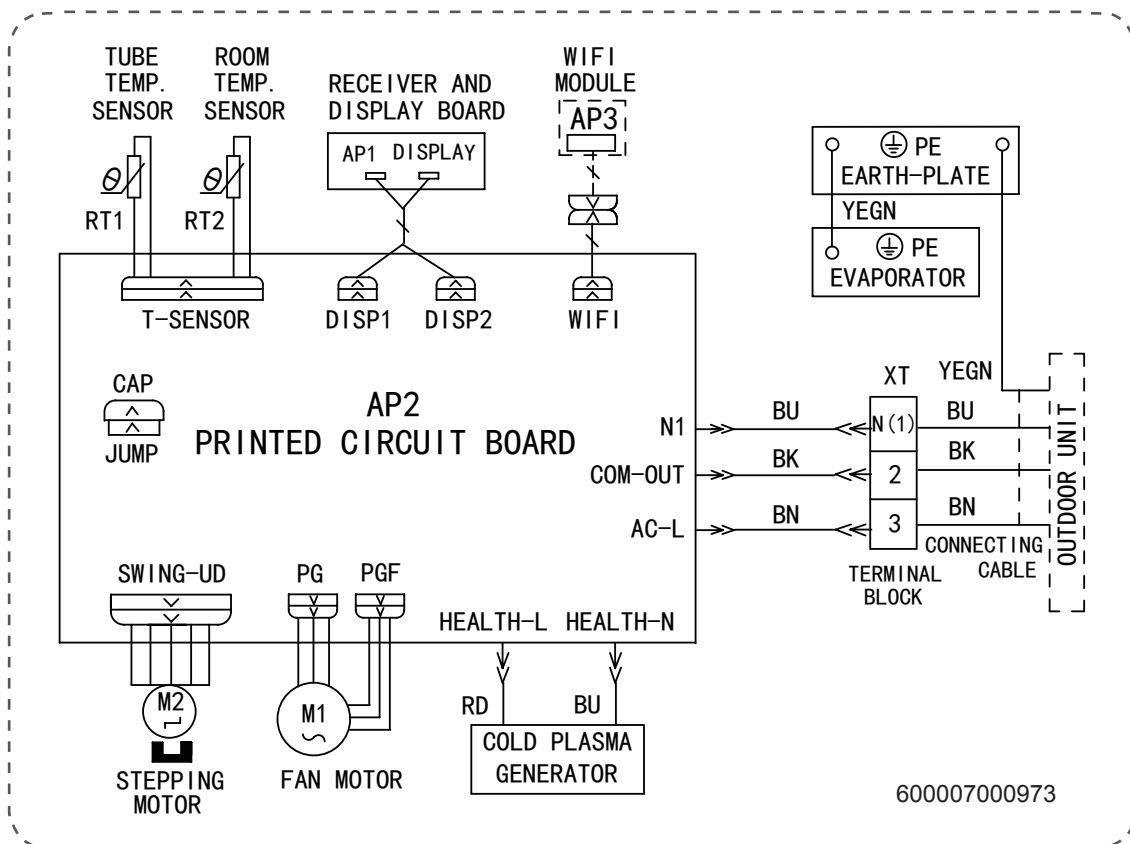 TUBE
TEMP.
SENSOR
ROOM
TEMP.
SENSOR
RECEIVER AND
DISPLAY BOARD
WIFI
MODULE
AP3
AP1 DISPLAY
θ
RT1
θ
RT2
PE
EARTH-PLATE
YEGN
PE
EVAPORATOR
T-SENSOR
DISP1
DISP2
WIFI
CAP
JUMP
AP2
PRINTED CIRCUIT BOARD
N1
COM-OUT
AC-L
BU
BK
BN
XT
N(1)
2
3
TERMINAL
BLOCK
YEGN
BU
BK
BN
CONNECTING
CABLE
OUTDOOR UNIT
SWING-UD
PG
PGF
HEALTH-L
HEALTH-N
M2
STEPPING
MOTOR
M1
FAN MOTOR
RD
BU
COLD PLASMA
GENERATOR
600007000973